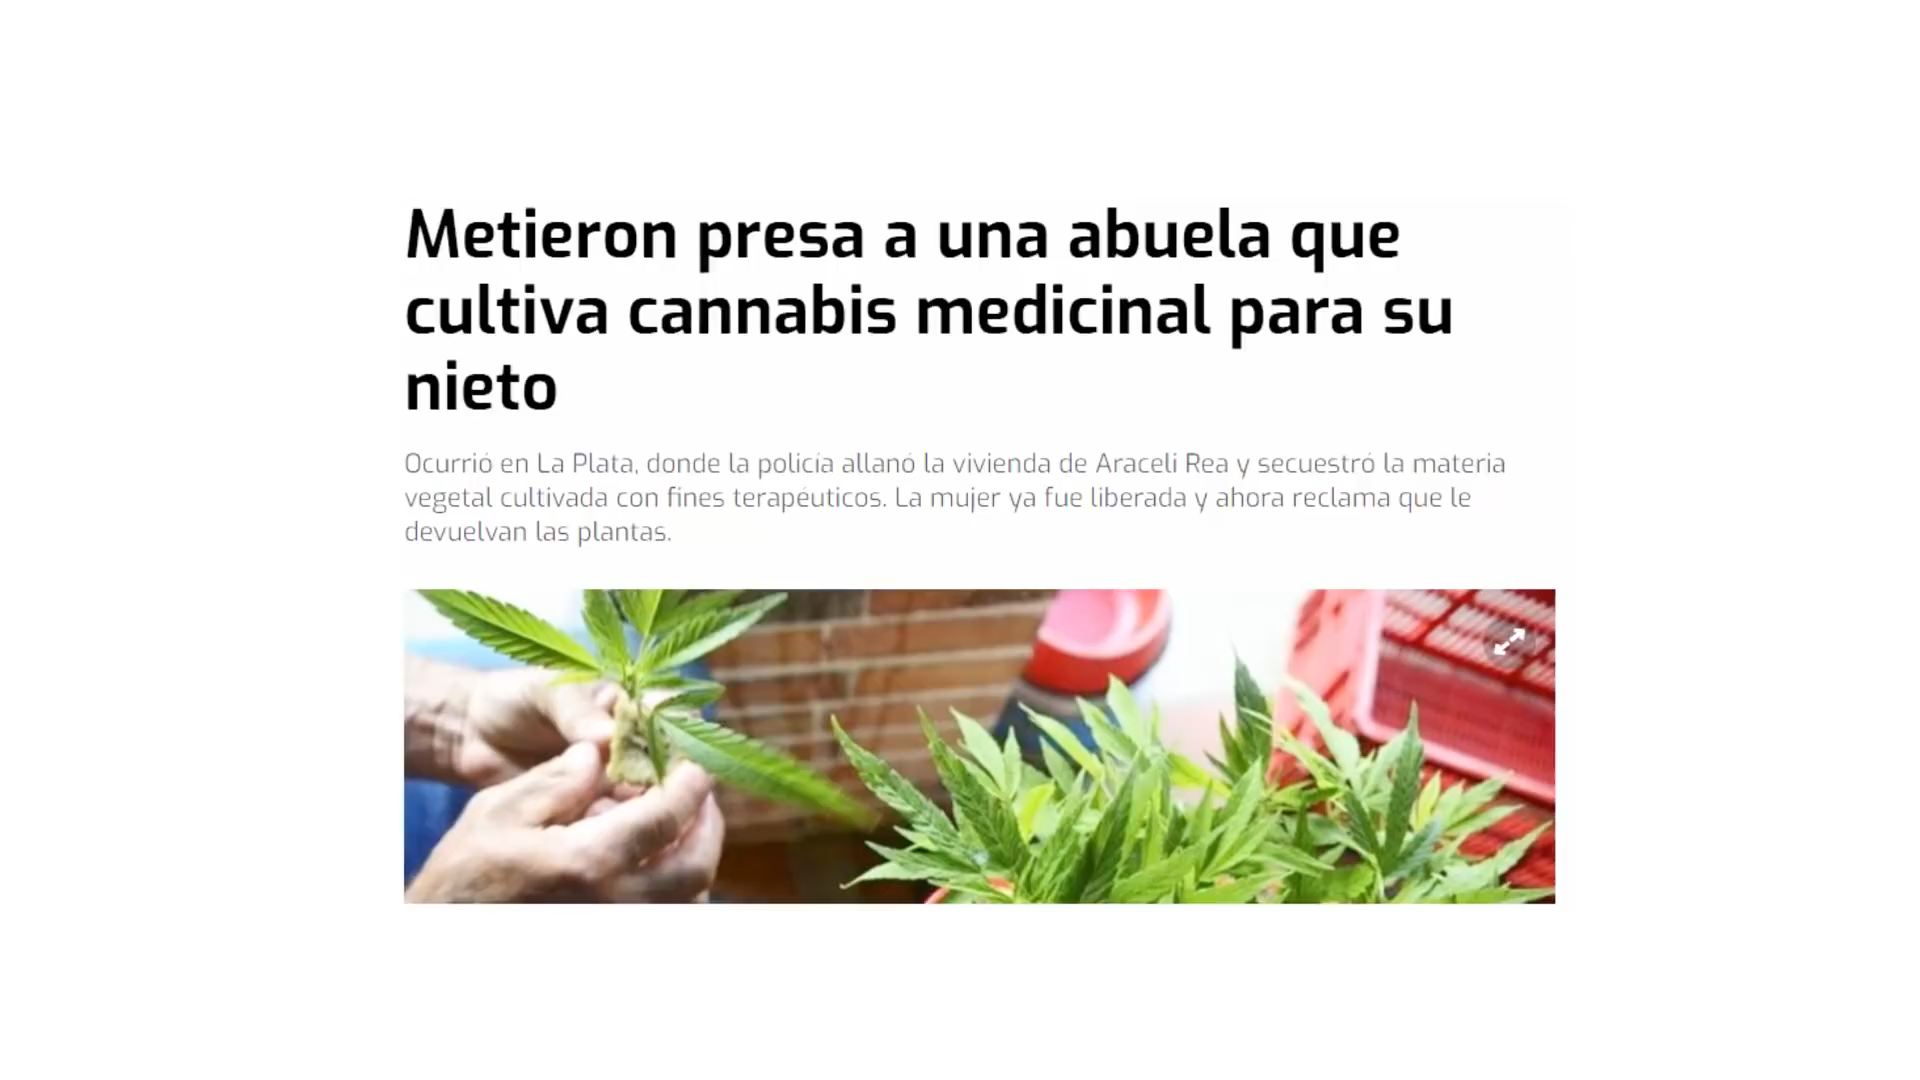 Metieron presa a una abuela que
cultiva cannabis medicinal para su
nieto
Ocurrió en La Plata, donde la policía allanó la vivienda de Araceli Rea y secuestró la materia
vegetal cultivada con fines terapéuticos. La mujer ya fue liberada y ahora reclama que le
devuelvan las plantas.